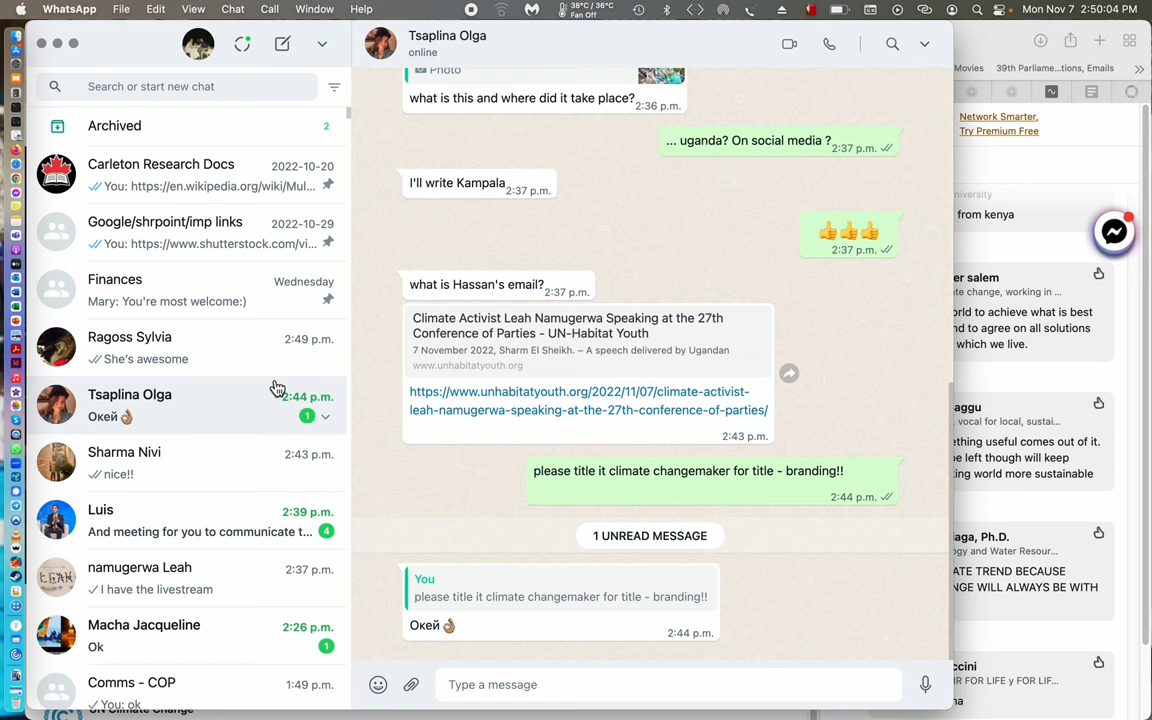 WhatsApp File Edit View Chat Call Window Help
38°C / 36°C
Fan Off
Mon Nov 7 2:50:04 PM
Search or start new chat
Archived
2
Carleton Research Docs
2022-10-20
You: https://en.wikipedia.org/wiki/Mul...
Google/shrpoint/imp links
2022-10-29
You: https://www.shutterstock.com/vi...
Finances
Wednesday
Mary: You're most welcome:)
Ragoss Sylvia
2:49 p.m.
She's awesome
Tsaplina Olga
2:44 p.m.
Окей👌🏽
1
Sharma Nivi
2:43 p.m.
nice!!
Luis
2:39 p.m.
And meeting for you to communicate t...
4
namugerwa Leah
2:37 p.m.
I have the livestream
Macha Jacqueline
2:26 p.m.
Ok
1
Comms - COP
1:49 p.m.
You: ok
UN Climate Change
Tsaplina Olga
online
Photo
what is this and where did it take place?
2:36 p.m.
... uganda? On social media ?
2:37 p.m.
I'll write Kampala
2:37 p.m.
👍👍👍
2:37 p.m.
what is Hassan's email?
2:37 p.m.
Climate Activist Leah Namugerwa Speaking at the 27th
Conference of Parties - UN-Habitat Youth
7 November 2022, Sharm El Sheikh. – A speech delivered by Ugandan
www.unhabitatyouth.org
https://www.unhabitatyouth.org/2022/11/07/climate-activist-
leah-namugerwa-speaking-at-the-27th-conference-of-parties/
2:43 p.m.
please title it climate changemaker for title - branding!!
2:44 p.m.
1 UNREAD MESSAGE
You
please title it climate changemaker for title - branding!!
Окей👌🏽
2:44 p.m.
Type a message
Movies
39th Parliame...tions, Emails
Network Smarter,
Try Premium Free
from kenya
er salem
te change, working in ...
orld to achieve what is best
nd to agree on all solutions
which we live.
aggu
, vocal for local, sustai...
ething useful comes out of it.
be left though will keep
ing world more sustainable
iaga, Ph.D.
ogy and Water Resour...
ATE TREND BECAUSE
NGE WILL ALWAYS BE WITH
ccini
IR FOR LIFE y FOR LIF...
na